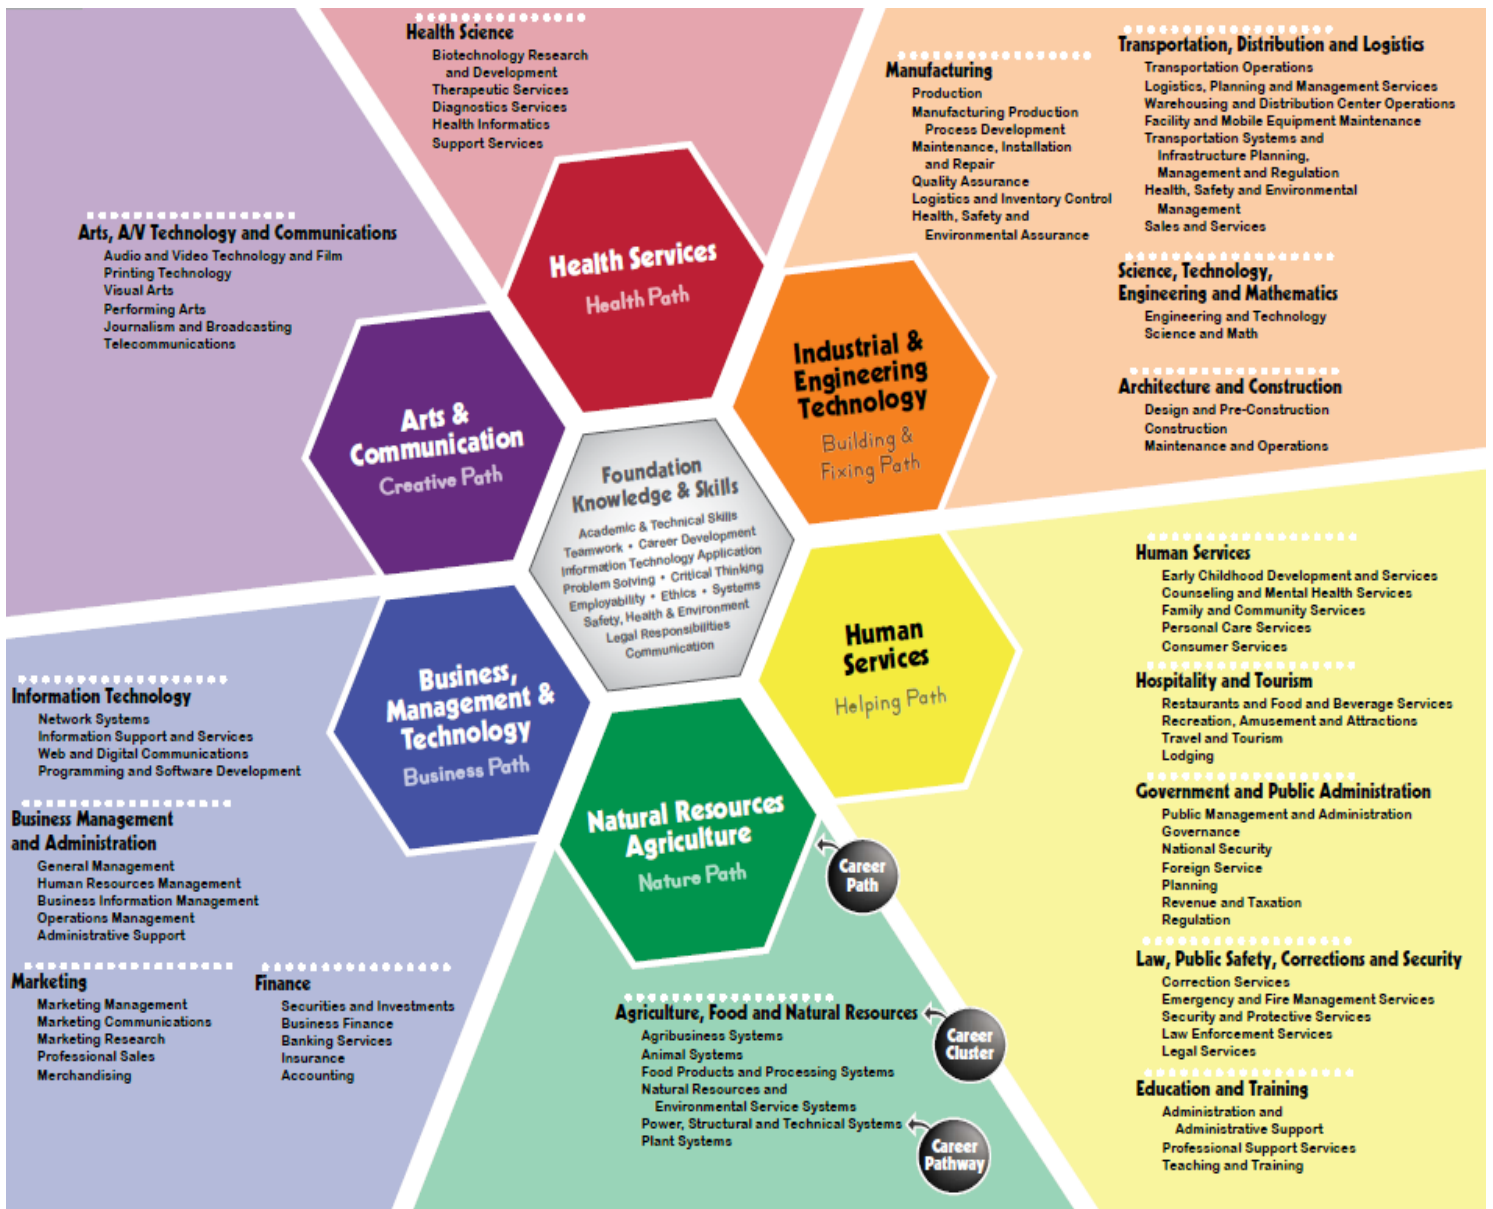 Health Science
Biotechnology Research
and Development
Therapeutic Services
Diagnostics Services
Health Informatics
Support Services
Manufacturing
Production
Manufacturing Production
Process Development
Maintenance, Installation
and Repair
Quality Assurance
Logistics and Inventory Control
Health, Safety and
Environmental Assurance
Transportation, Distribution and Logistics
Transportation Operations
Logistics, Planning and Management Services
Warehousing and Distribution Center Operations
Facility and Mobile Equipment Maintenance
Transportation Systems and
Infrastructure Planning,
Management and Regulation
Health, Safety and Environmental
Management
Sales and Services
Science, Technology,
Engineering and Mathematics
Engineering and Technology
Science and Math
Architecture and Construction
Design and Pre-Construction
Construction
Maintenance and Operations
Arts, A/V Technology and Communications
Audio and Video Technology and Film
Printing Technology
Visual Arts
Performing Arts
Journalism and Broadcasting
Telecommunications
Health Services
Health Path
Industrial &
Engineering
Technology
Building &
Fixing Path
Arts &
Communication
Creative Path
Foundation
Knowledge & Skills
Academic & Technical Skills
Teamwork • Career Development
Information Technology Application
Problem Solving • Critical Thinking
Employability • Ethics • Systems
Safety, Health & Environment
Legal Responsibilities
Communication
Human
Services
Helping Path
Business,
Management &
Technology
Business Path
Natural Resources
Agriculture
Nature Path
Career
Path
Information Technology
Network Systems
Information Support and Services
Web and Digital Communications
Programming and Software Development
Business Management
and Administration
General Management
Human Resources Management
Business Information Management
Operations Management
Administrative Support
Marketing
Marketing Management
Marketing Communications
Marketing Research
Professional Sales
Merchandising
Finance
Securities and Investments
Business Finance
Banking Services
Insurance
Accounting
Agriculture, Food and Natural Resources
Agribusiness Systems
Animal Systems
Food Products and Processing Systems
Natural Resources and
Environmental Service Systems
Power, Structural and Technical Systems
Plant Systems
Career
Cluster
Career
Pathway
Human Services
Early Childhood Development and Services
Counseling and Mental Health Services
Family and Community Services
Personal Care Services
Consumer Services
Hospitality and Tourism
Restaurants and Food and Beverage Services
Recreation, Amusement and Attractions
Travel and Tourism
Lodging
Government and Public Administration
Public Management and Administration
Governance
National Security
Foreign Service
Planning
Revenue and Taxation
Regulation
Law, Public Safety, Corrections and Security
Correction Services
Emergency and Fire Management Services
Security and Protective Services
Law Enforcement Services
Legal Services
Education and Training
Administration and
Administrative Support
Professional Support Services
Teaching and Training